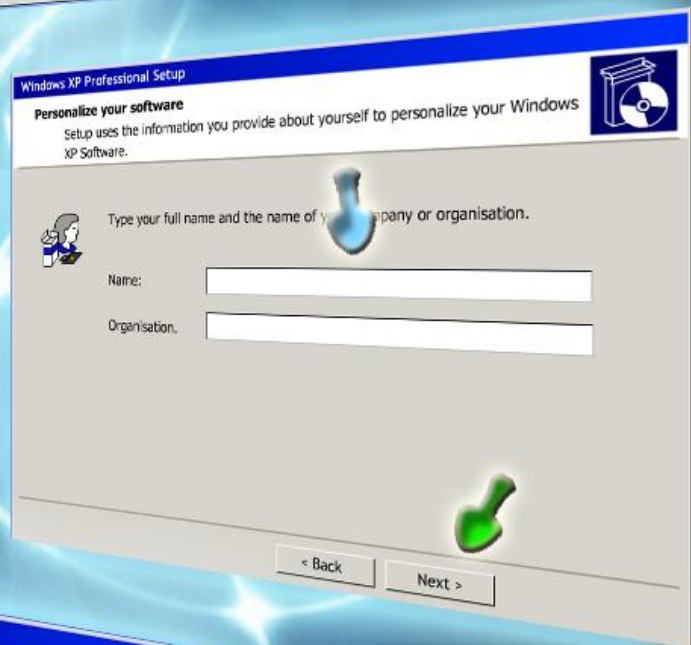 Windows XP Professional Setup
Personalize your software
Setup uses the information you provide about yourself to personalize your Windows
XP Software.
Type your full name and the name of pany or organisation.
Name:
Organisation.
< Back
Next >